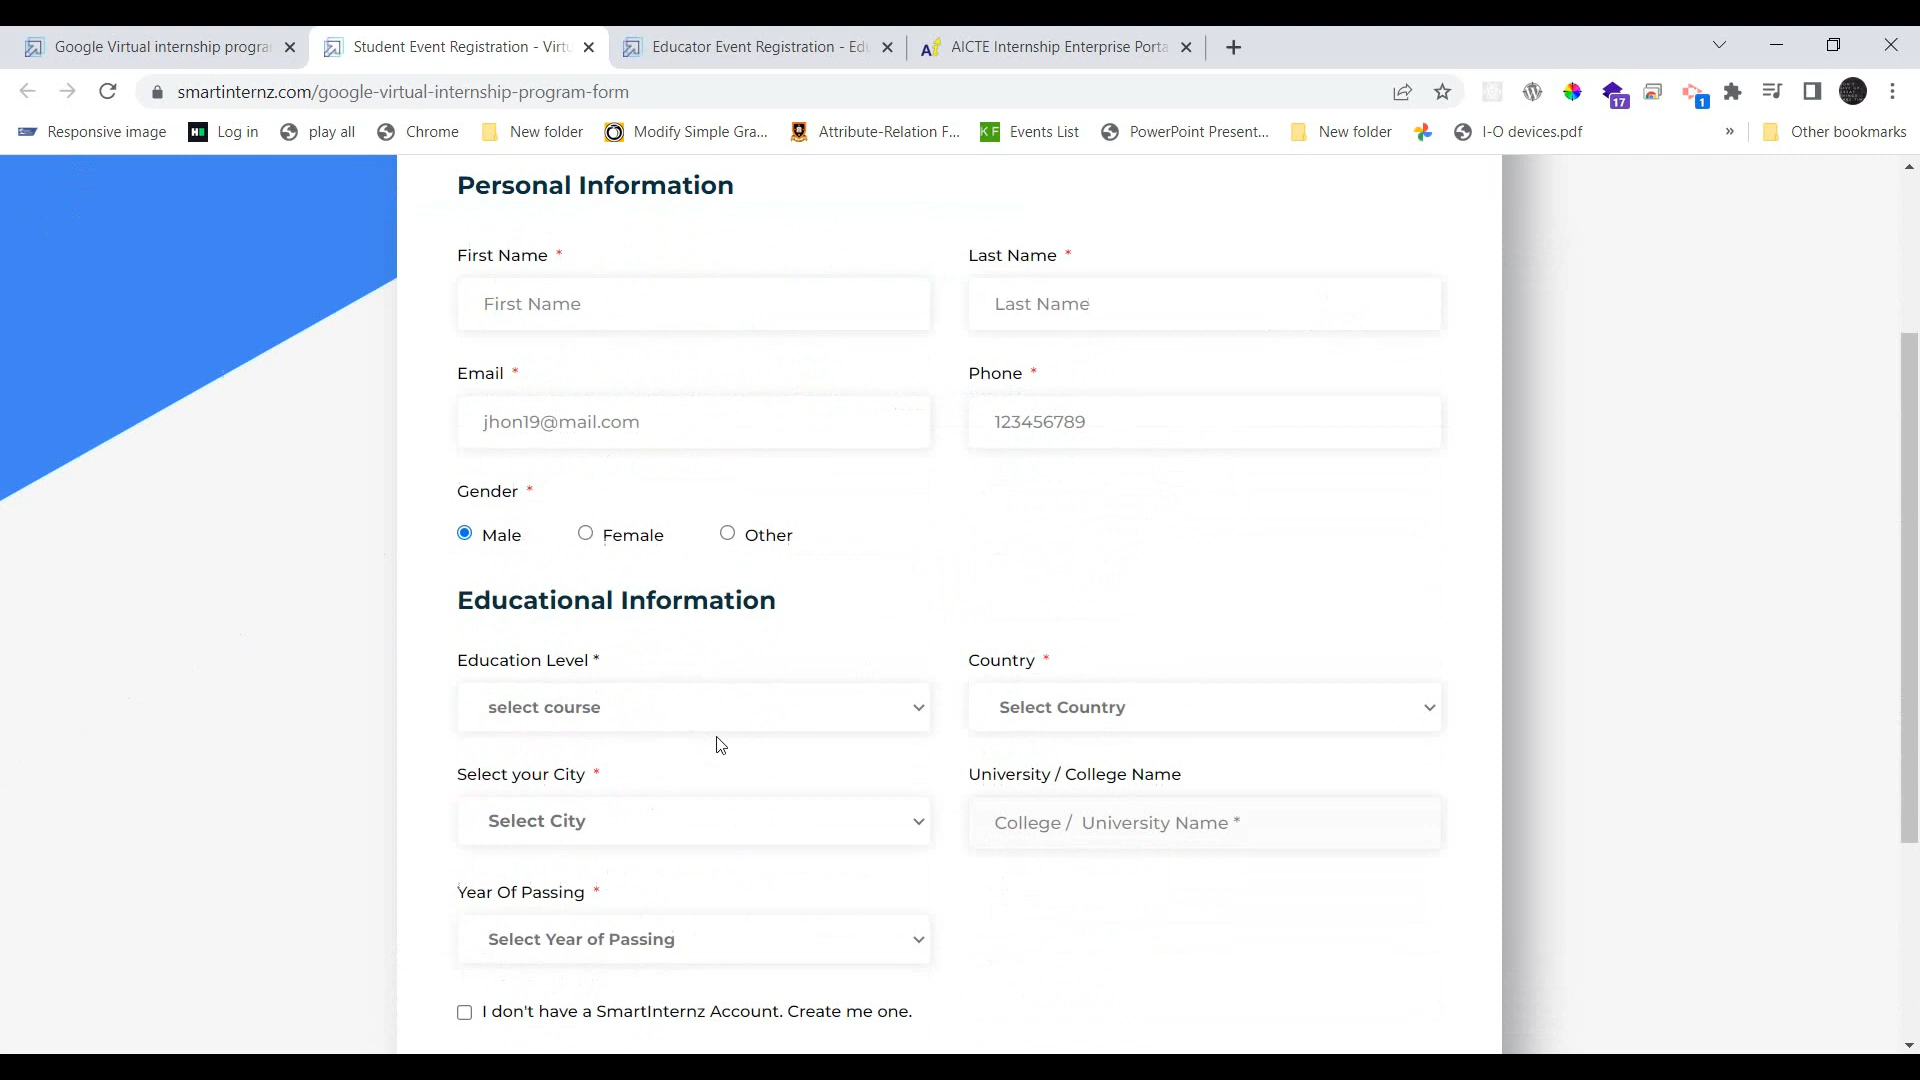 Google Virtual internship progra
Student Event Registration - Virtu
Educator Event Registration - Edu
AICTE Internship Enterprise Porta
smartinternz.com/google-virtual-internship-program-form
17
1
Responsive image
Log in
play all
Chrome
New folder
Modify Simple Gra...
Attribute-Relation F...
KF Events List
PowerPoint Present...
New folder
I-O devices.pdf
»
Other bookmarks
Personal Information
First Name *
Last Name *
First Name
Last Name
Email *
Phone *
jhon19@mail.com
123456789
Gender *
Male
Female
Other
Educational Information
Education Level *
Country *
select course
Select Country
Select your City *
University / College Name
Select City
College / University Name *
Year Of Passing *
Select Year of Passing
I don't have a SmartInternz Account. Create me one.